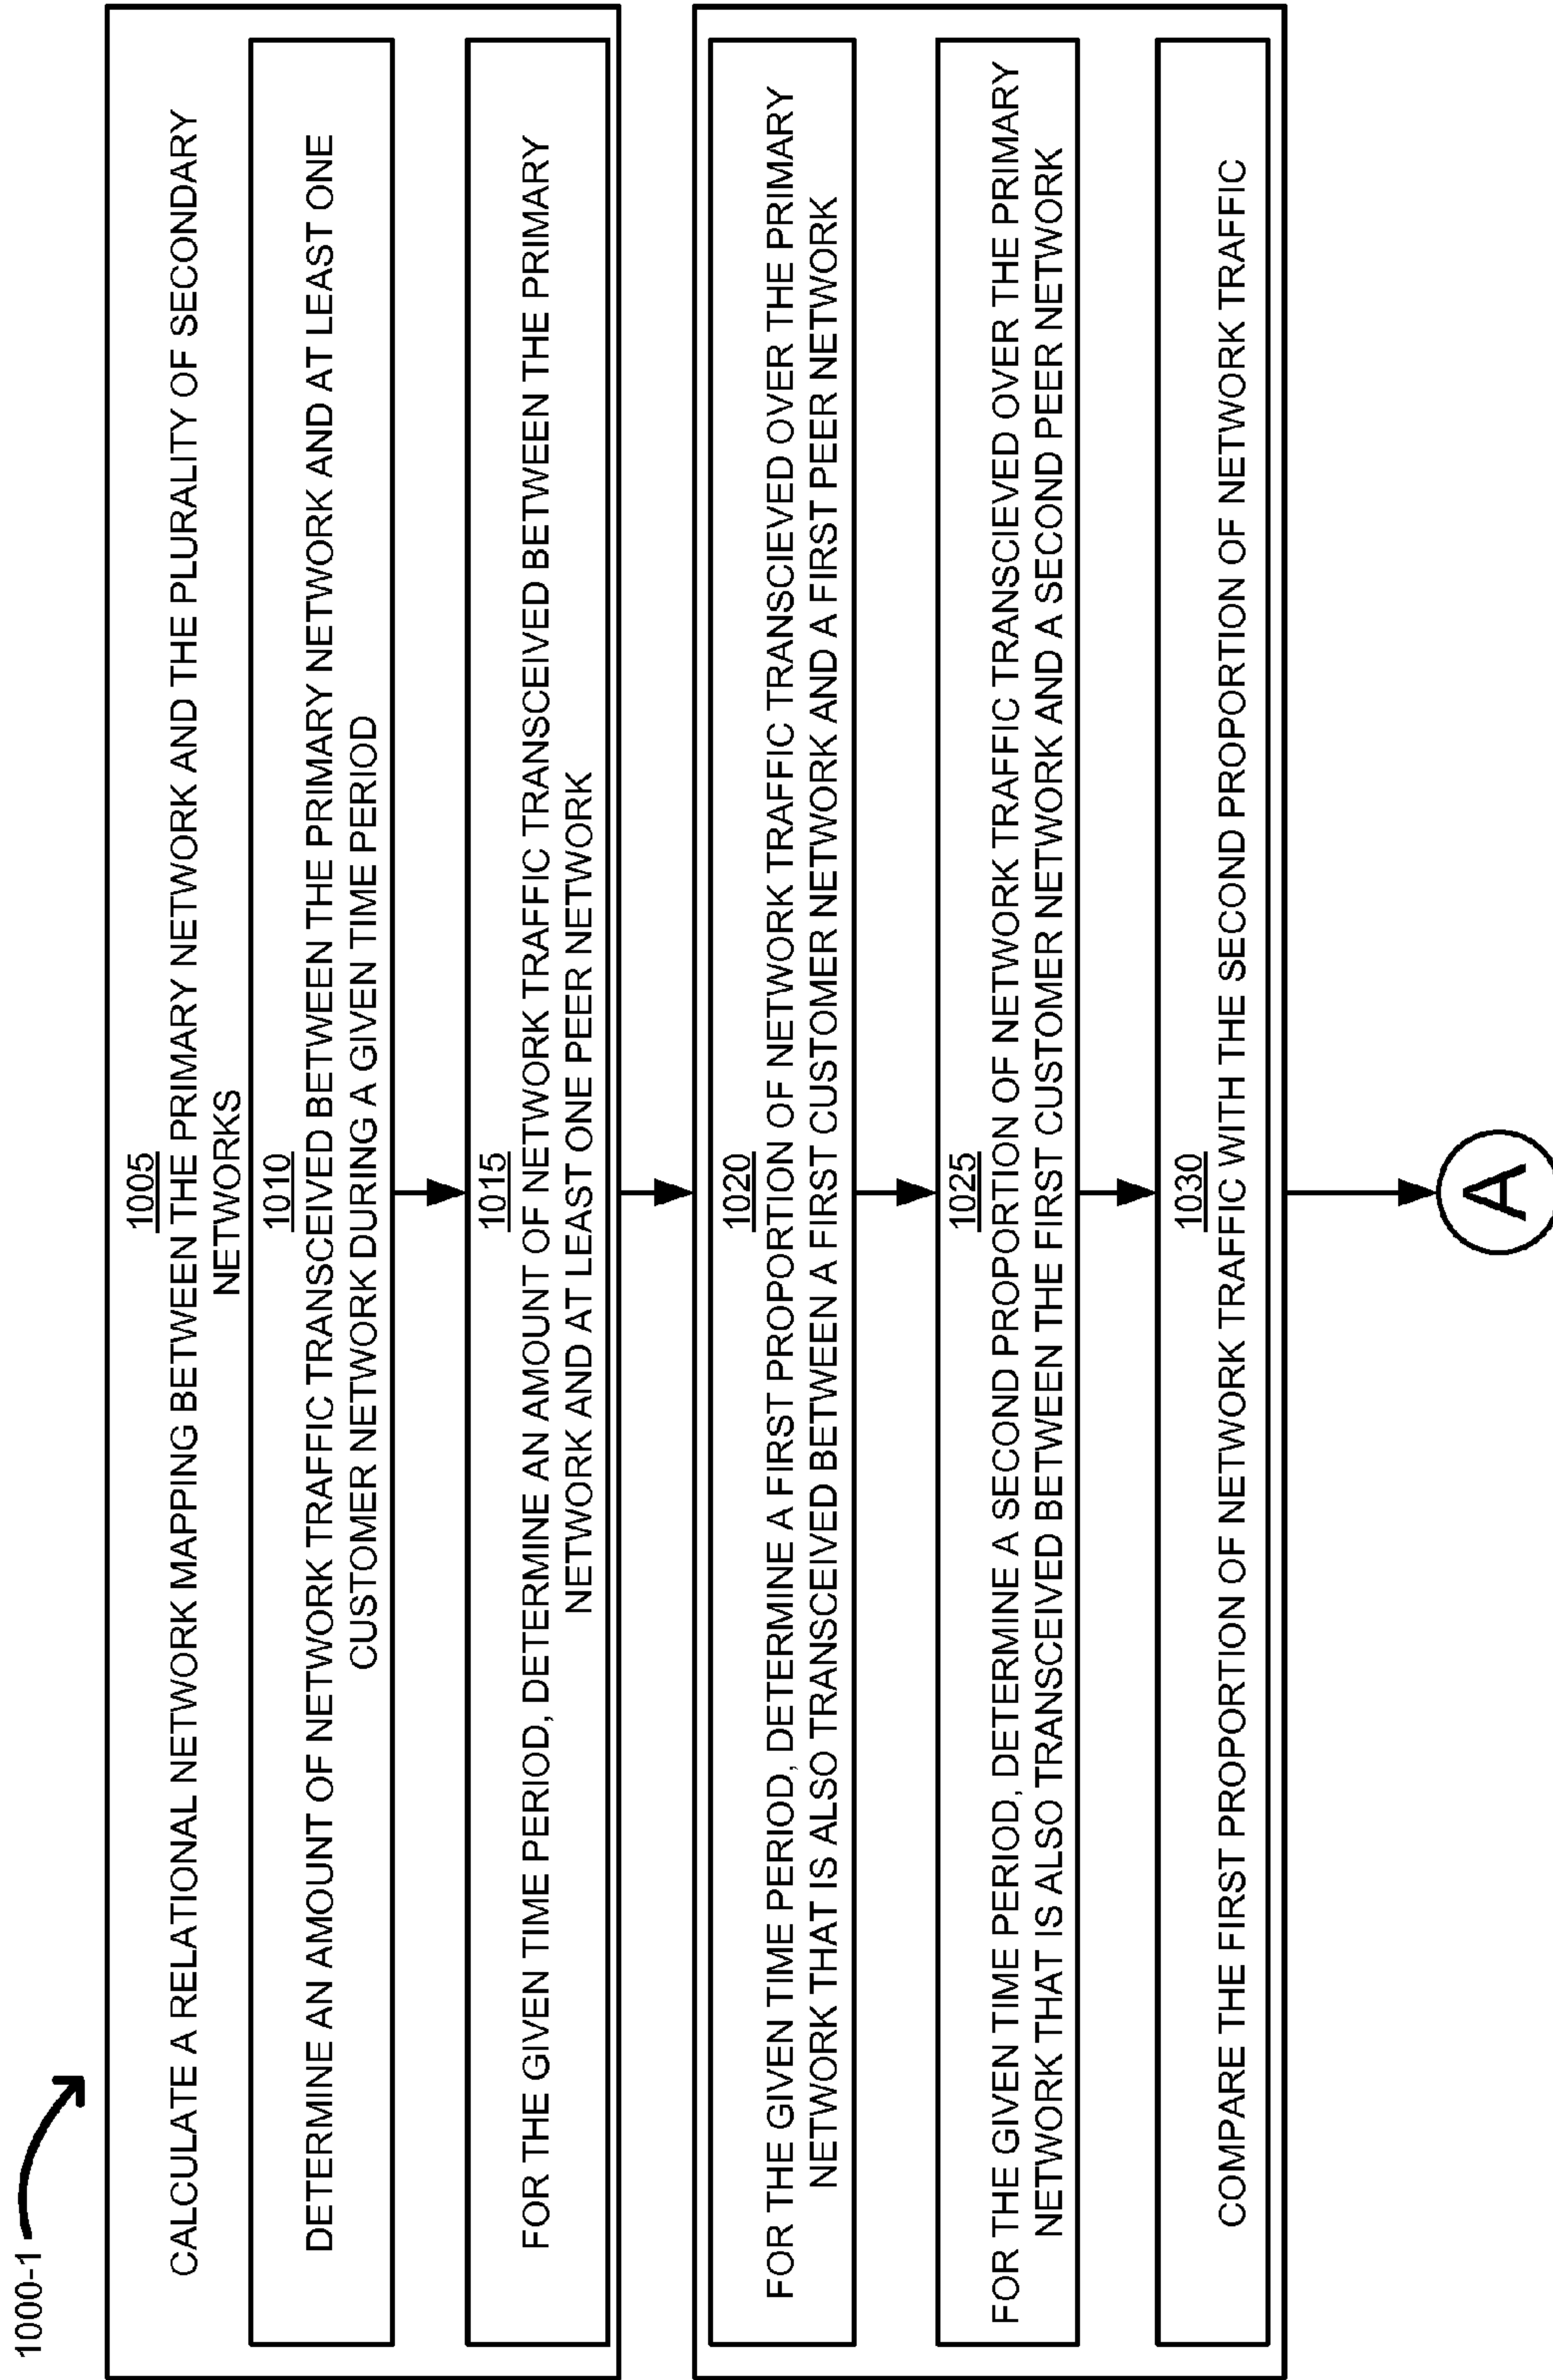 1000-1
1005
CALCULATE A RELATIONAL NETWORK MAPPING BETWEEN THE PRIMARY NETWORK AND THE PLURALITY OF SECONDARY
NETWORKS
1010
DETERMINE AN AMOUNT OF NETWORK TRAFFIC TRANSCEIVED BETWEEN THE PRIMARY NETWORK AND AT LEAST ONE
CUSTOMER NETWORK DURING A GIVEN TIME PERIOD
1015
FOR THE GIVEN TIME PERIOD, DETERMINE AN AMOUNT OF NETWORK TRAFFIC TRANSCEIVED BETWEEN THE PRIMARY
NETWORK AND AT LEAST ONE PEER NETWORK
1020
FOR THE GIVEN TIME PERIOD, DETERMINE A FIRST PROPORTION OF NETWORK TRAFFIC TRANSCIEVED OVER THE PRIMARY
NETWORK THAT IS ALSO TRANSCEIVED BETWEEN A FIRST CUSTOMER NETWORK AND A FIRST PEER NETWORK
1025
FOR THE GIVEN TIME PERIOD, DETERMINE A SECOND PROPORTION OF NETWORK TRAFFIC TRANSCIEVED OVER THE PRIMARY
NETWORK THAT IS ALSO TRANSCEIVED BETWEEN THE FIRST CUSTOMER NETWORK AND A SECOND PEER NETWORK
1030
COMPARE THE FIRST PROPORTION OF NETWORK TRAFFIC WITH THE SECOND PROPORTION OF NETWORK TRAFFIC
A